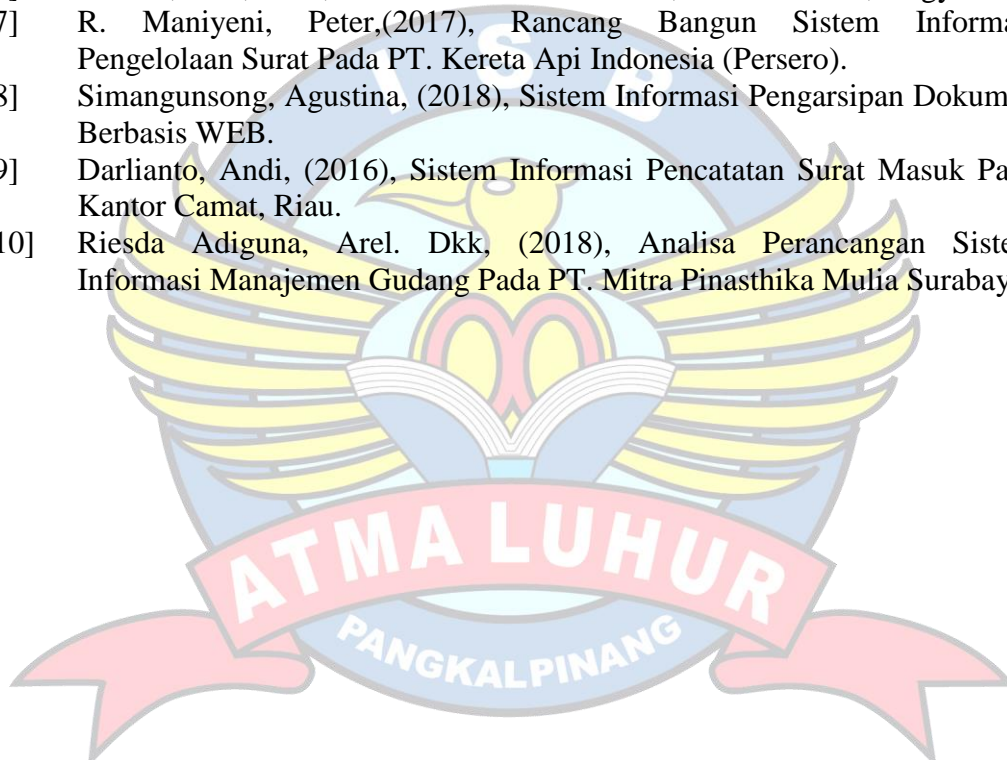 7] R. Maniyeni, Peter,(2017), Rancang Bangun Sistem Informa
Pengelolaan Surat Pada PT. Kereta Api Indonesia (Persero).
8] Simangunsong, Agustina, (2018), Sistem Informasi Pengarsipan Dokum
Berbasis WEB.
9] Darlianto, Andi, (2016), Sistem Informasi Pencatatan Surat Masuk Pa
Kantor Camat, Riau.
10] Riesda Adiguna, Arel. Dkk, (2018), Analisa Perancangan Siste
Informasi Manajemen Gudang Pada PT. Mitra Pinasthika Mulia Surabay
I S B
ATMA LUHUR
PANGKALPINANG